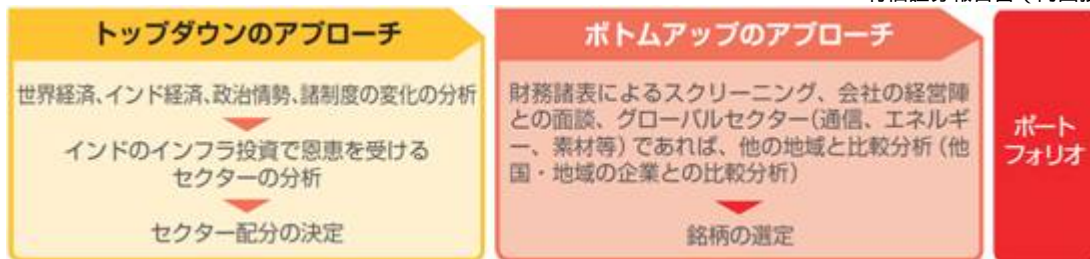 トップダウンのアプローチ
世界経済、インド経済、政治情勢、諸制度の変化の分析
インドのインフラ投資で恩恵を受ける
セクターの分析
セクター配分の決定
ボトムアップのアプローチ
財務諸表によるスクリーニング、会社の経営陣
との面談、グローバルセクター(通信、エネルギ
ー、素材等)であれば、他の地域と比較分析(他
国・地域の企業との比較分析)
銘柄の選定
ポート
フォリオ